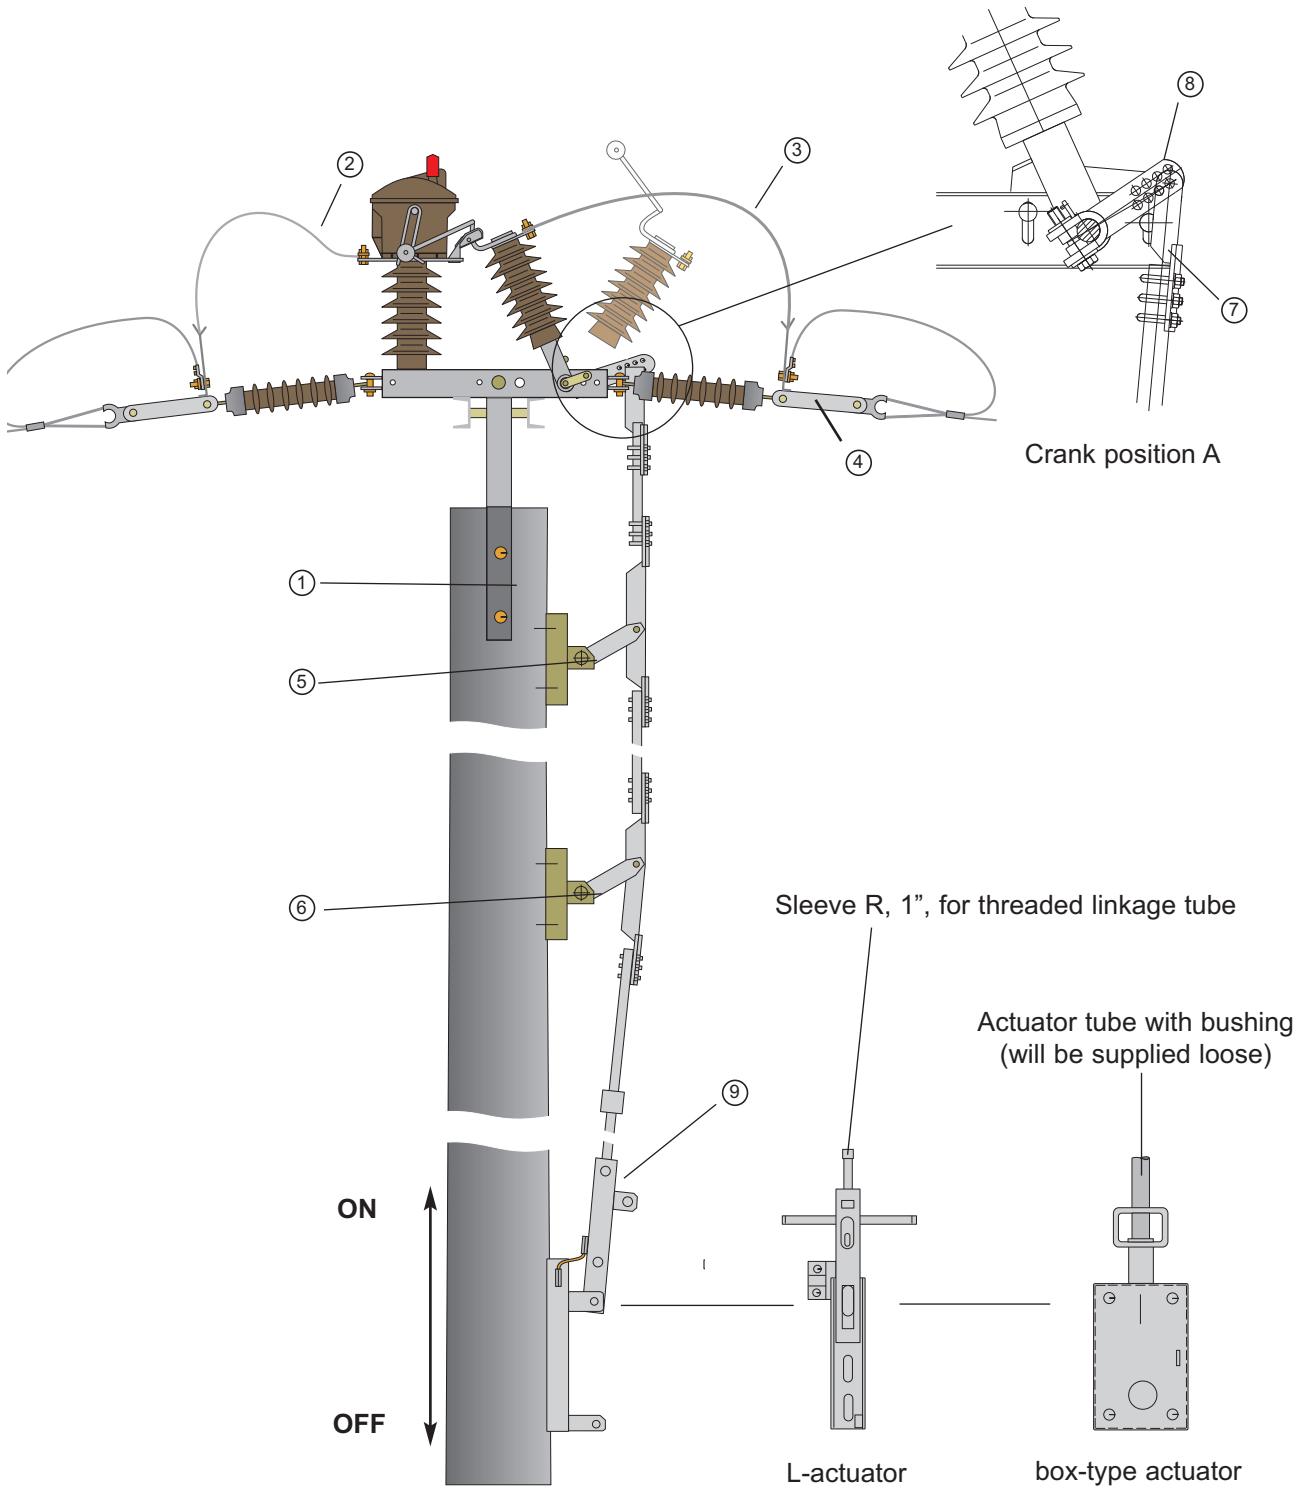 8
2
3
7
Crank position A
4
1
5
6
Sleeve R, 1”, for threaded linkage tube
Actuator tube with bushing
(will be supplied loose)
9
ON
OFF
L-actuator
box-type actuator